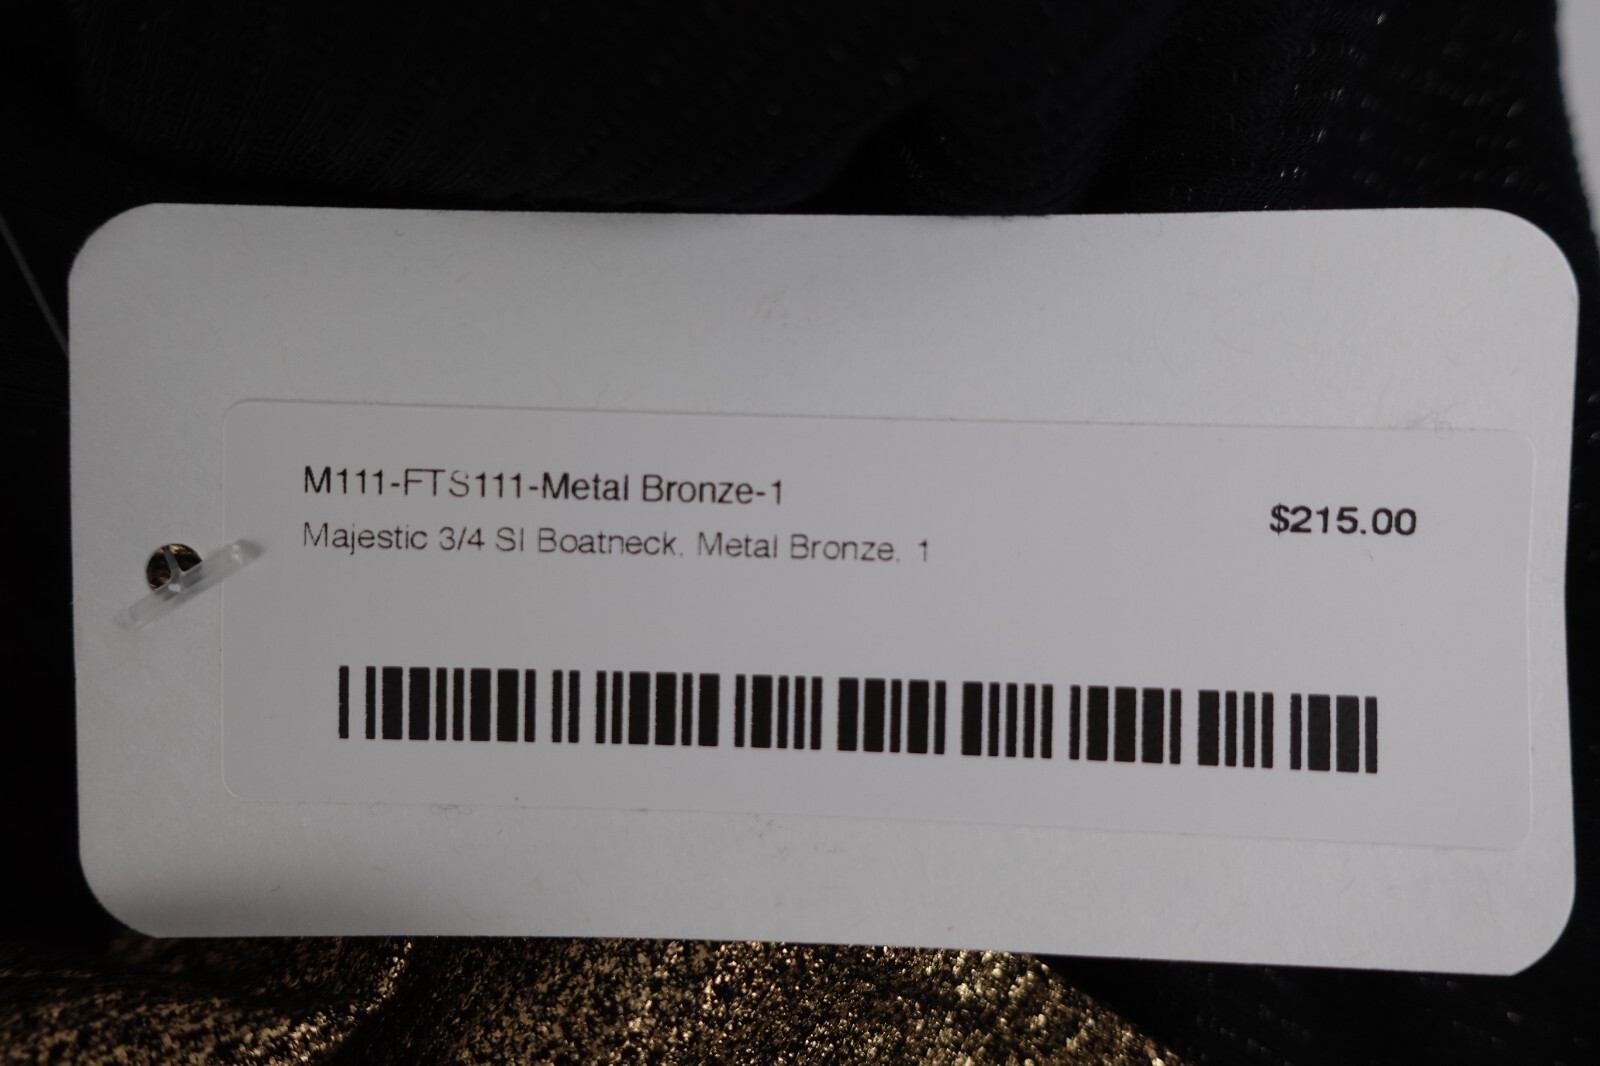 M111-FTS111-Metal Bronze-1
$215.00
Majestic 3/4 Sl Boatneck, Metal Bronze, 1